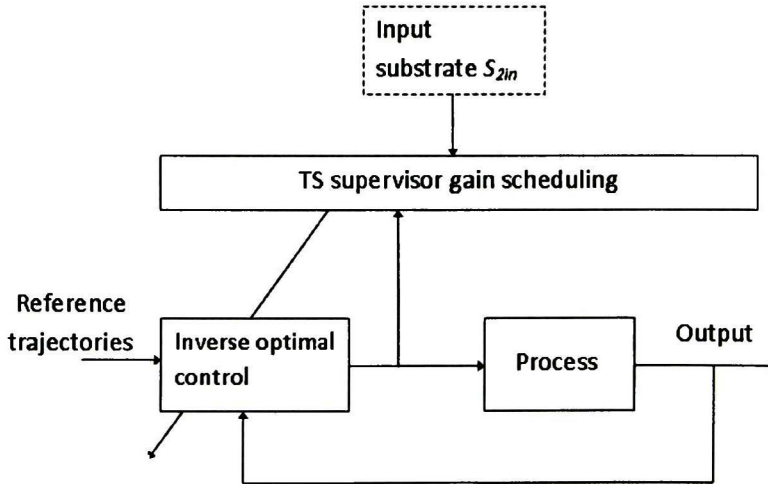 Input
substrate S2in
TS supervisor gain scheduling
Reference
trajectories
Inverse optimal
control
Process
Output